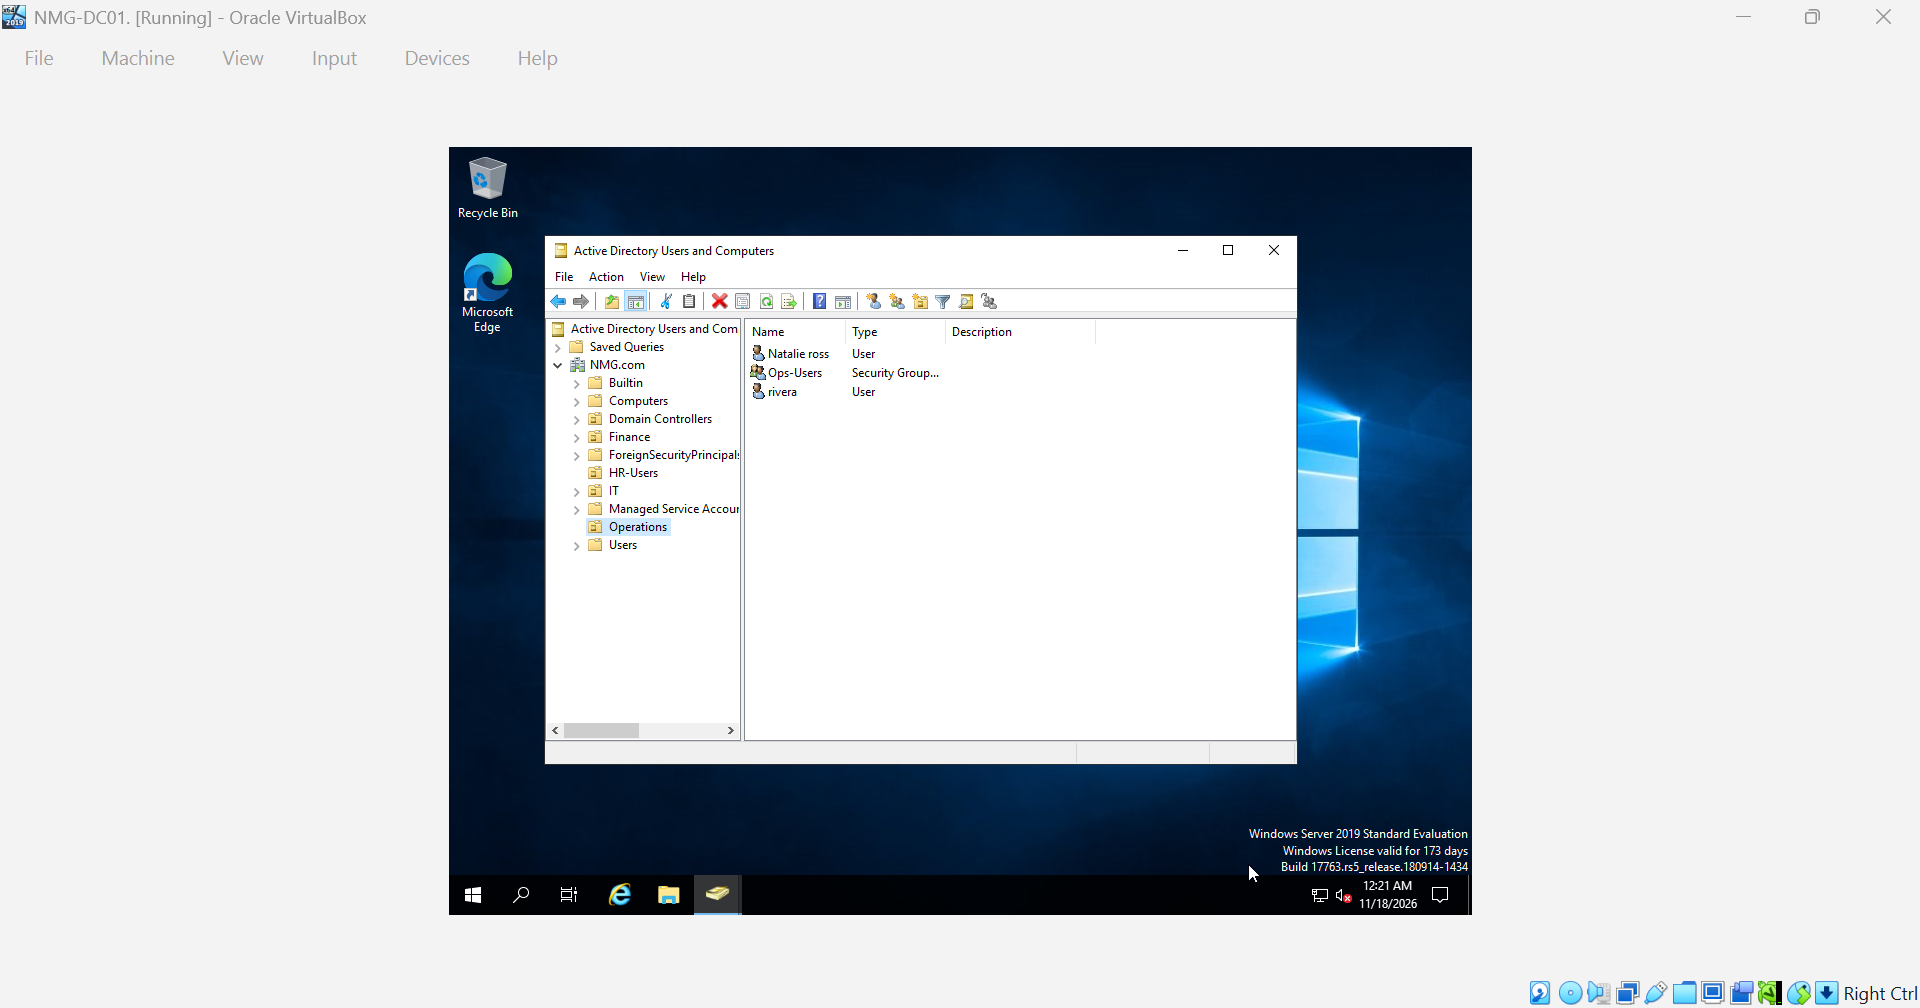 NMG-DC01. [Running] - Oracle VirtualBox
File Machine View Input Devices Help
Recycle Bin
Microsoft
Edge
Active Directory Users and Computers
File Action View Help
Active Directory Users and Com
Saved Queries
NMG.com
Builtin
Computers
Domain Controllers
Finance
ForeignSecurityPrincipals
HR-Users
IT
Managed Service Accour
Operations
Users
Name Type Description
Natalie ross User
Ops-Users Security Group...
rivera User
Windows Server 2019 Standard Evaluation
Windows License valid for 173 days
Build 17763.rs5_release.180914-1434
12:21 AM
11/18/2026
Right Ctrl